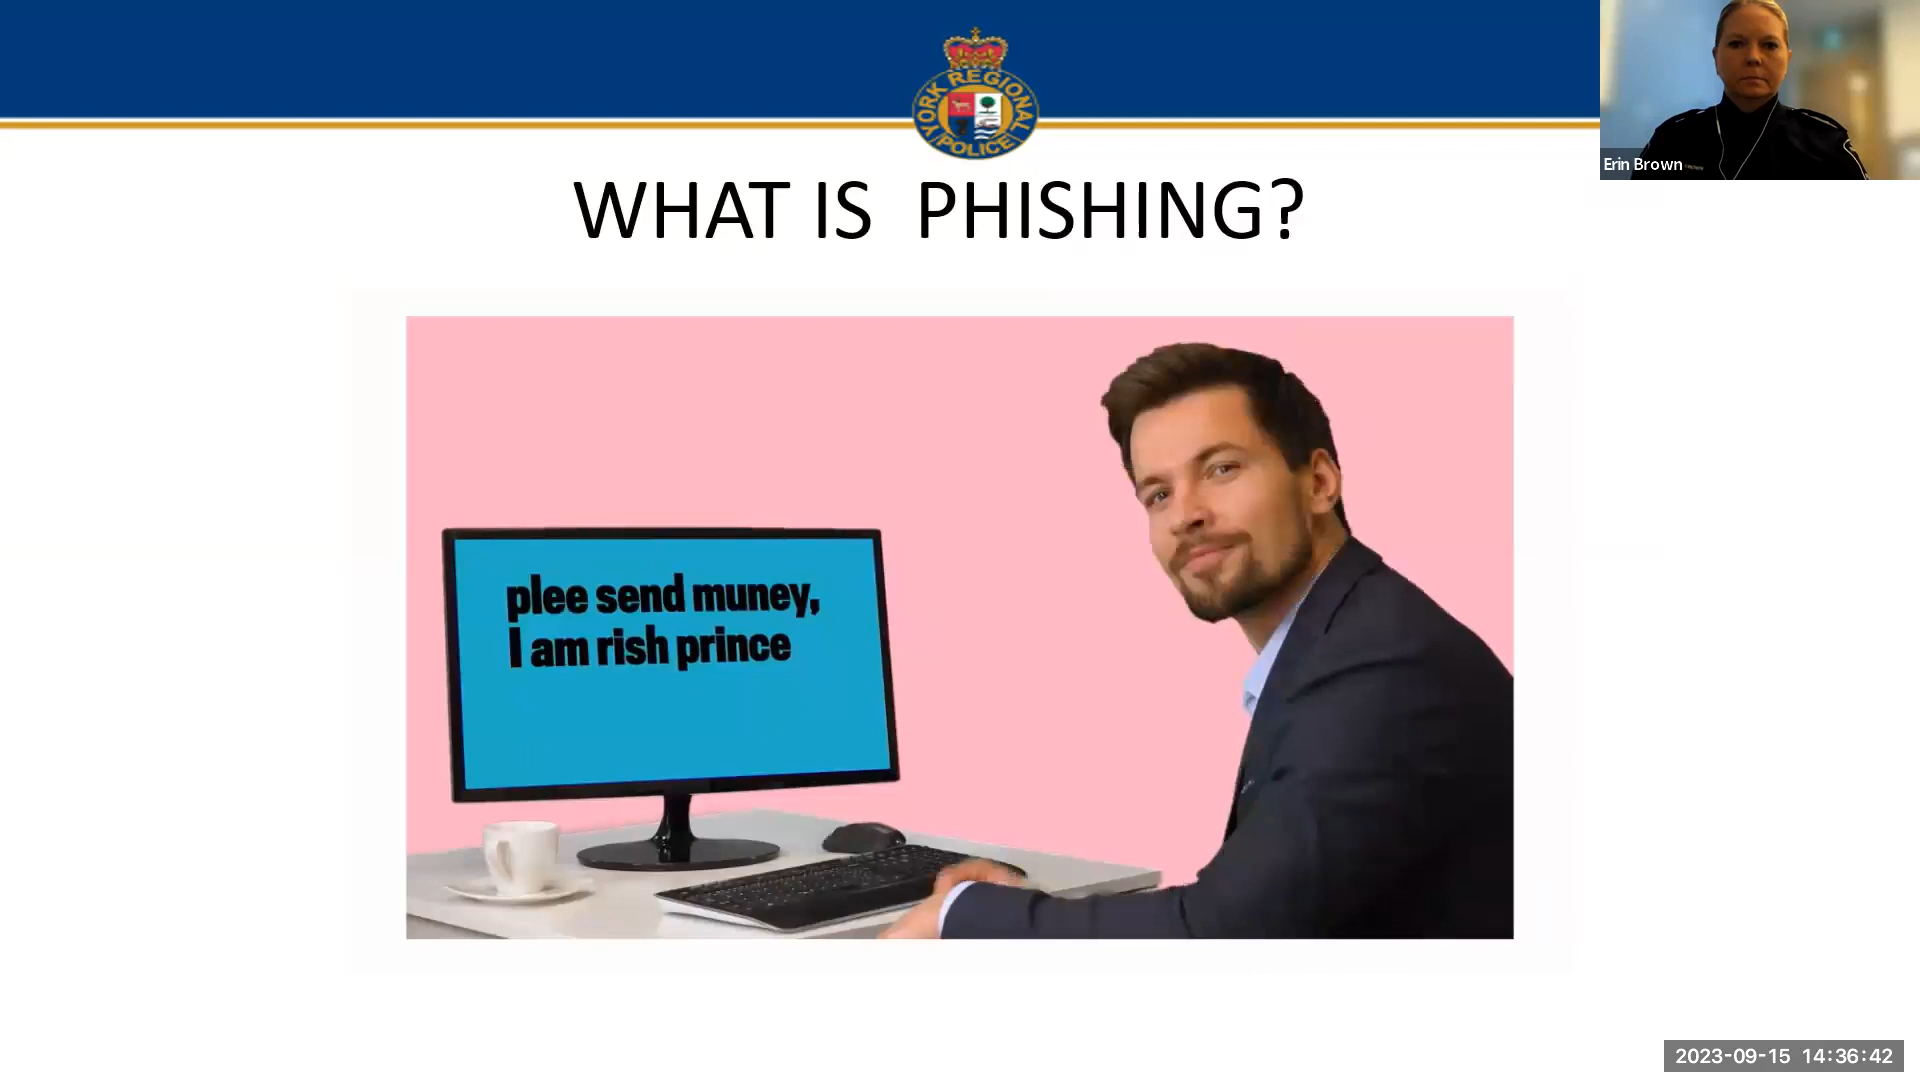 YORK REGIONAL
POLICE
Erin Brown
WHAT IS PHISHING?
plee send muney,
I am rish prince
2023-09-15 14:36:42